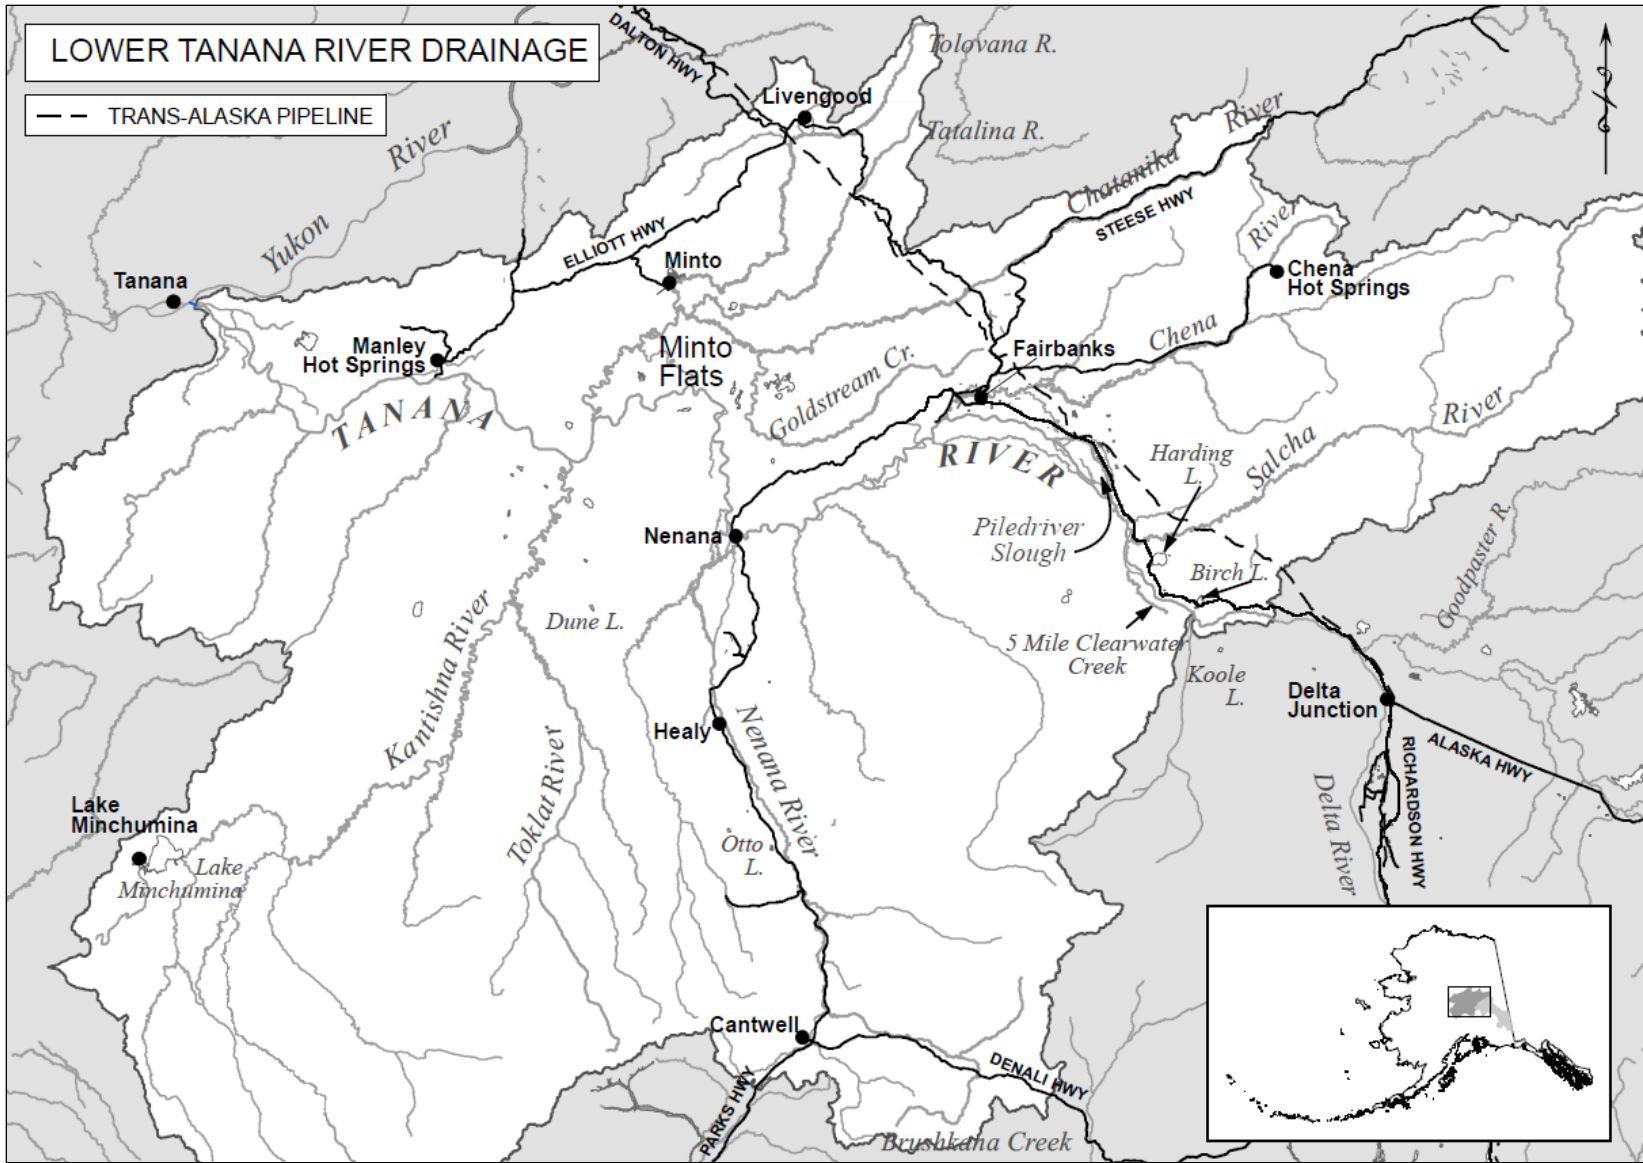 LOWER TANANA RIVER DRAINAGE
TRANS-ALASKA PIPELINE
DALTON HWY
Tolovana R.
Livengood
Tatalina R.
River
Yukon
Chatanika
River
STEESE HWY
ELLIOTT HWY
Minto
River
Chena
Hot Springs
Tanana
Manley
Hot Springs
Minto
Flats
Chena
Fairbanks
Goldstream Cr.
TANANA
RIVER
Harding
L.
Salcha
River
Piledriver
Slough
Nenana
Birch L.
Goodpaster R.
Dune L.
5 Mile Clearwater
Creek
Koole
L.
Kantishna River
Delta
Junction
Healy
Nenana River
ALASKA HWY
RICHARDSON HWY
Toklat River
Delta River
Lake
Minchumina
Lake
Minchumina
Otto
L.
Cantwell
DENALI HWY
PARKS HWY
Brushkana Creek